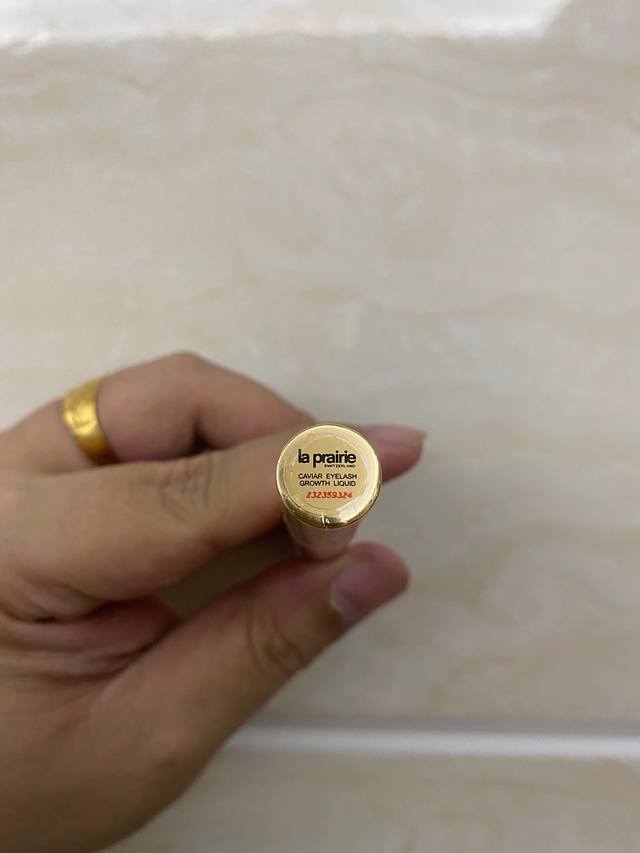 la prairie
SWITZERLAND
CAVIAR EYELASH
GROWTH LIQUID
232359324